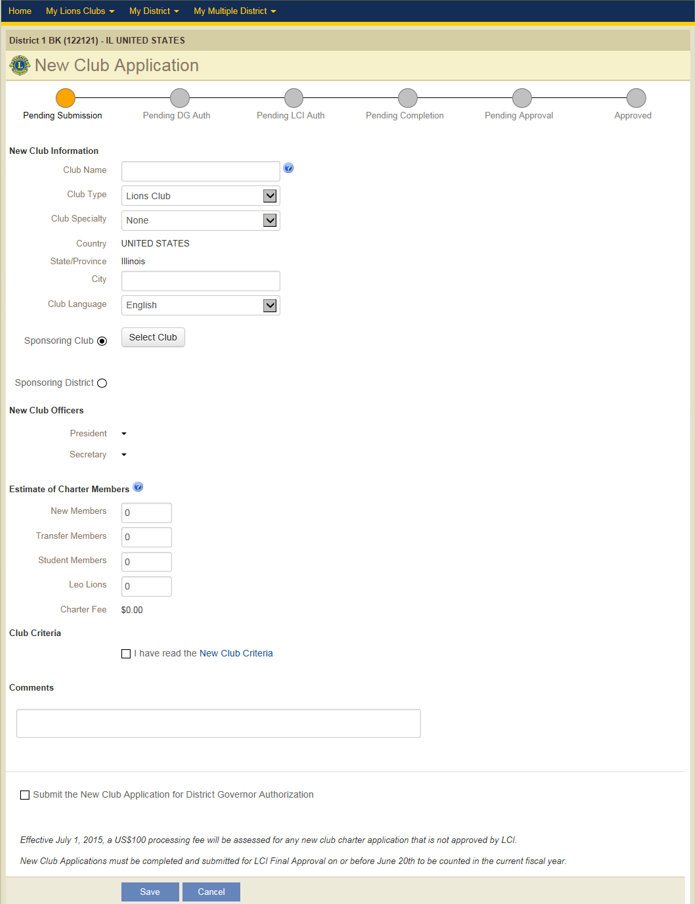 Home My Lions Clubs My District My Multiple District
District 1 BK (122121) - IL UNITED STATES
New Club Application
Pending Submission Pending DG Auth Pending LCI Auth Pending Completion Pending Approval Approved
New Club Information
Club Name
Club Type Lions Club
Club Specialty None
Country UNITED STATES
State/Province Illinois
City
Club Language English
Sponsoring Club Select Club
Sponsoring District
New Club Officers
President
Secretary
Estimate of Charter Members
New Members 0
Transfer Members 0
Student Members 0
Leo Lions 0
Charter Fee $0.00
Club Criteria
I have read the New Club Criteria
Comments
Submit the New Club Application for District Governor Authorization
Effective July 1, 2015, a US$100 processing fee will be assessed for any new club charter application that is not approved by LCI.
New Club Applications must be completed and submitted for LCI Final Approval on or before June 20th to be counted in the current fiscal year.
Save Cancel